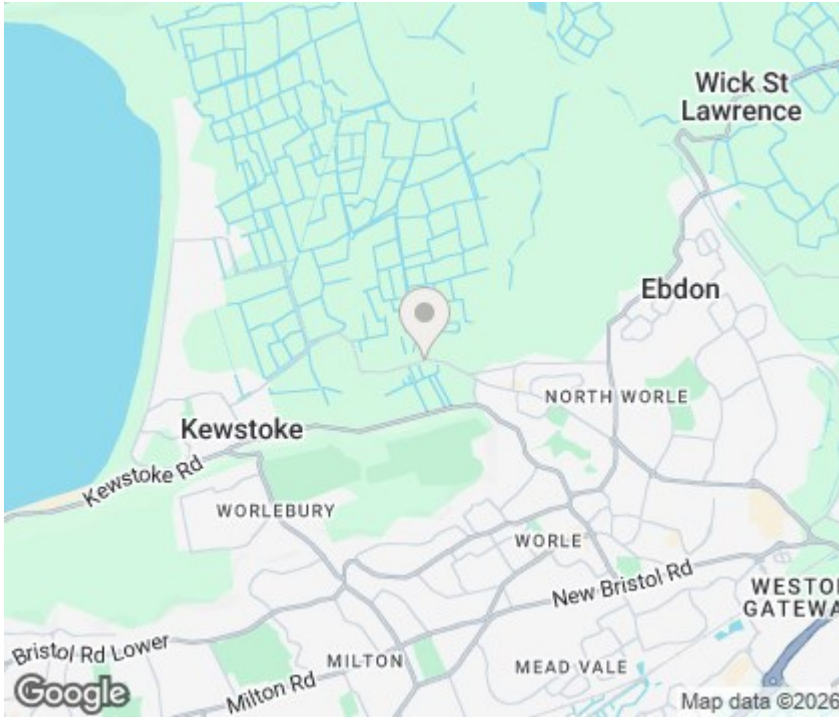 Wick St
Lawrence
Ebdon
NORTH WORLE
Kewstoke
Kewstoke Rd
WORLEBURY
WORLE
New Bristol Rd
WESTO
GATEWA
Bristol Rd Lower
MILTON
MEAD VALE
Milton Rd
Google
Map data ©2026